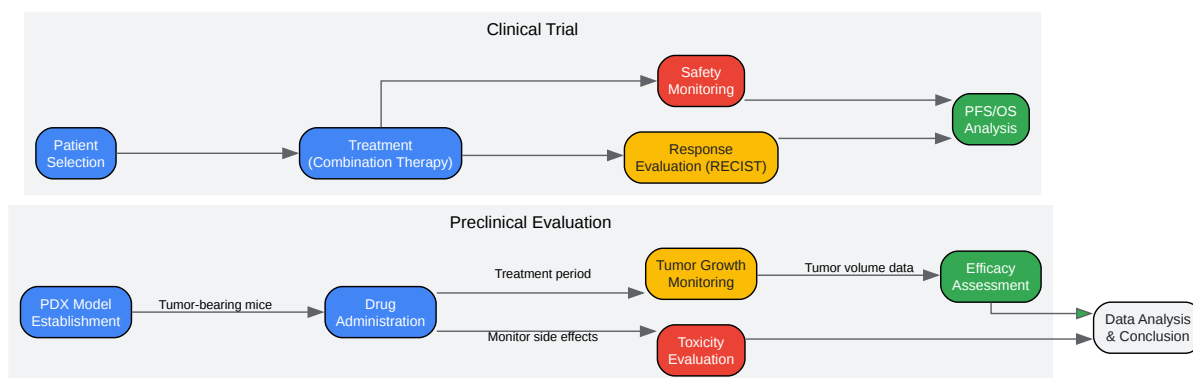 Clinical Trial
Patient
Selection
Treatment
(Combination Therapy)
Safety
Monitoring
Response
Evaluation (RECIST)
PFS/OS
Analysis
Preclinical Evaluation
PDX Model
Establishment
Tumor-bearing mice
Drug
Administration
Treatment period
Monitor side effects
Tumor Growth
Monitoring
Toxicity
Evaluation
Tumor volume data
Efficacy
Assessment
Data Analysis
& Conclusion